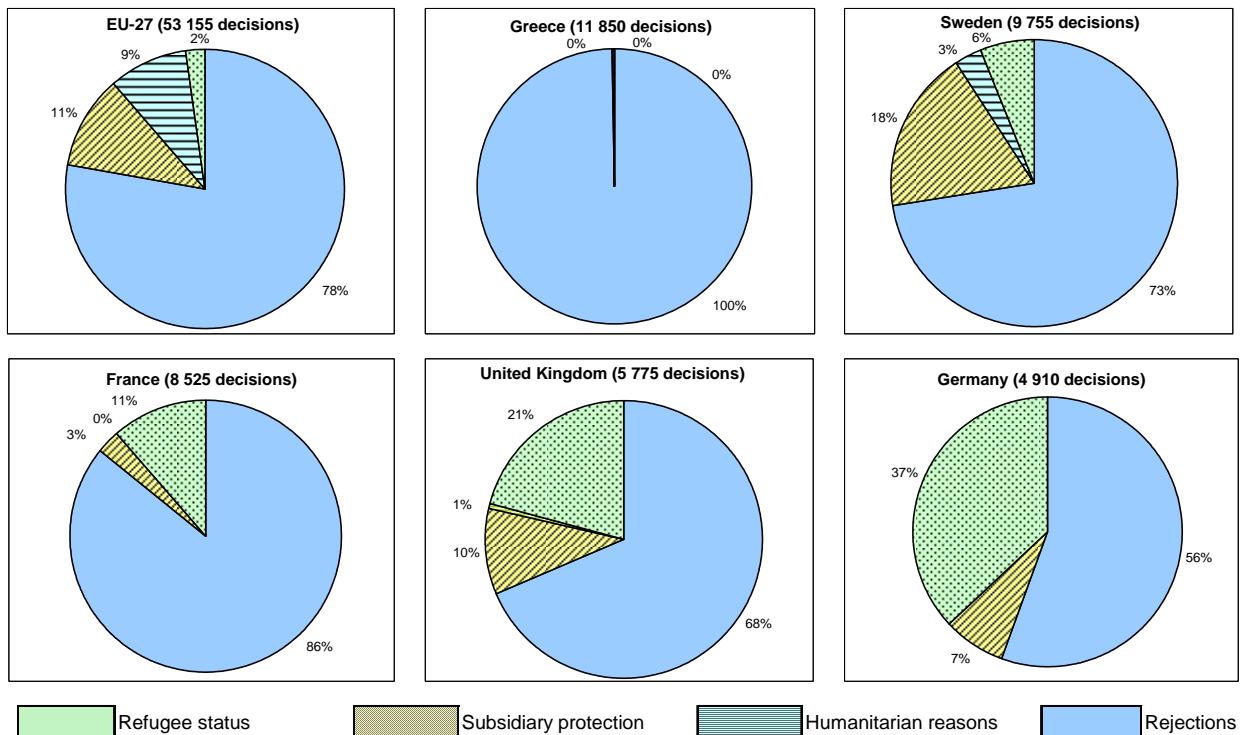 EU-27 (53 155 decisions)
2%
9%
11%
78%
Greece (11 850 decisions)
0%
0%
0%
100%
Sweden (9 755 decisions)
6%
3%
18%
73%
France (8 525 decisions)
11%
0%
3%
86%
United Kingdom (5 775 decisions)
21%
1%
10%
68%
Germany (4 910 decisions)
37%
56%
7%
Refugee status
Subsidiary protection
Humanitarian reasons
Rejections